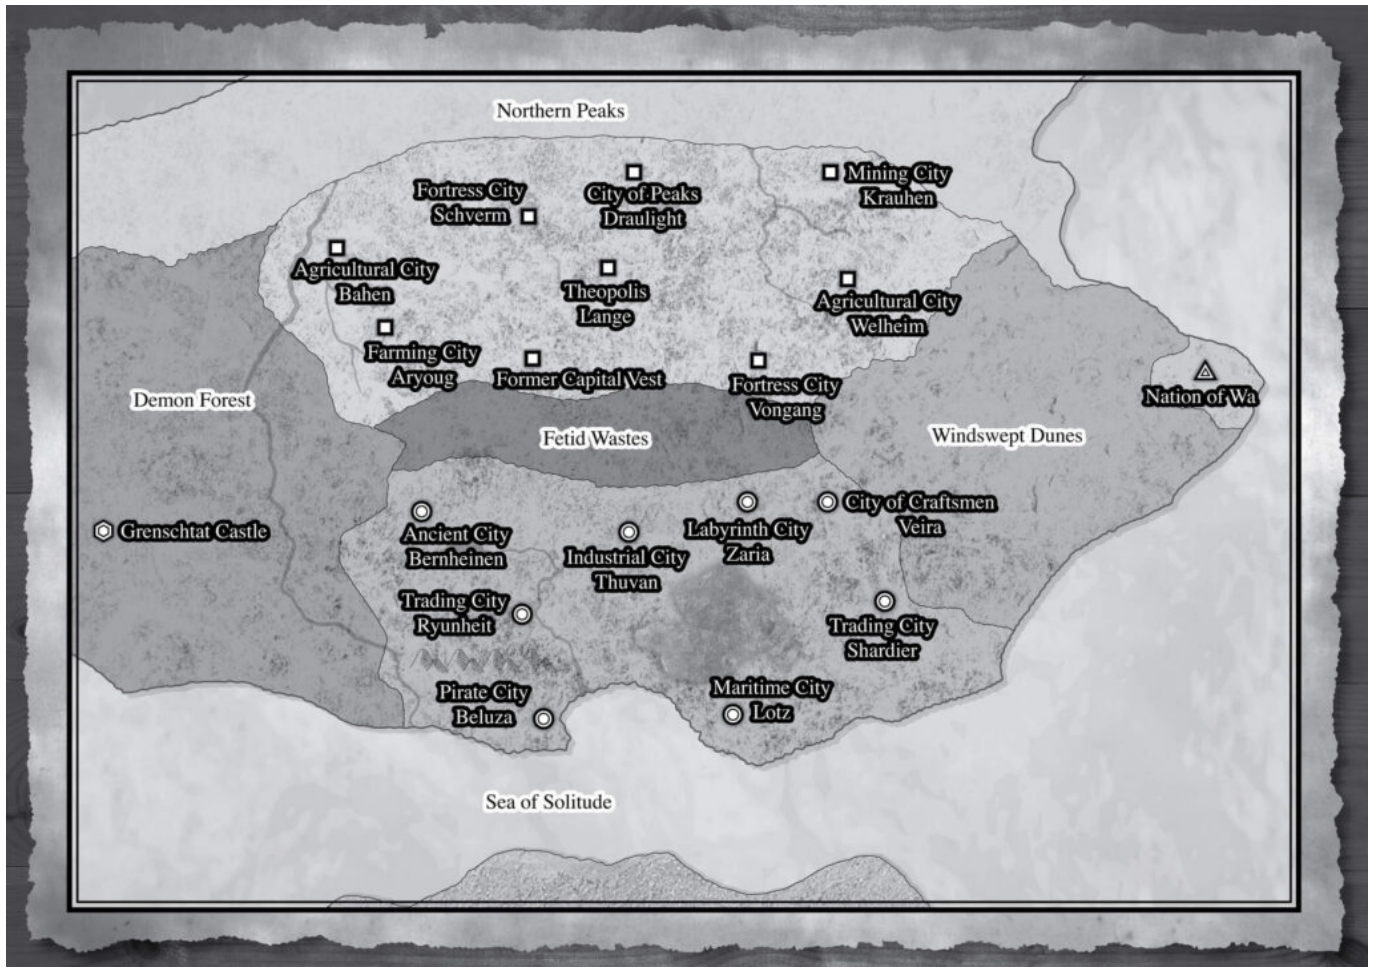 Northern Peaks
Mining City
Krauhen
Fortress City
Schverm
City of Peaks
Draulight
Agricultural City
Bahen
Theopolis
Lange
Agricultural City
Welheim
Farming City
Aryoug
Former Capital Vest
Fortress City
Vongang
Nation of Wa
Demon Forest
Fetid Wastes
Windswept Dunes
Grenschtat Castle
Ancient City
Bernheinen
Industrial City
Thuvan
Labyrinth City
Zaria
City of Craftsmen
Veira
Trading City
Ryunheit
Trading City
Shardier
Pirate City
Beluza
Maritime City
Lotz
Sea of Solitude